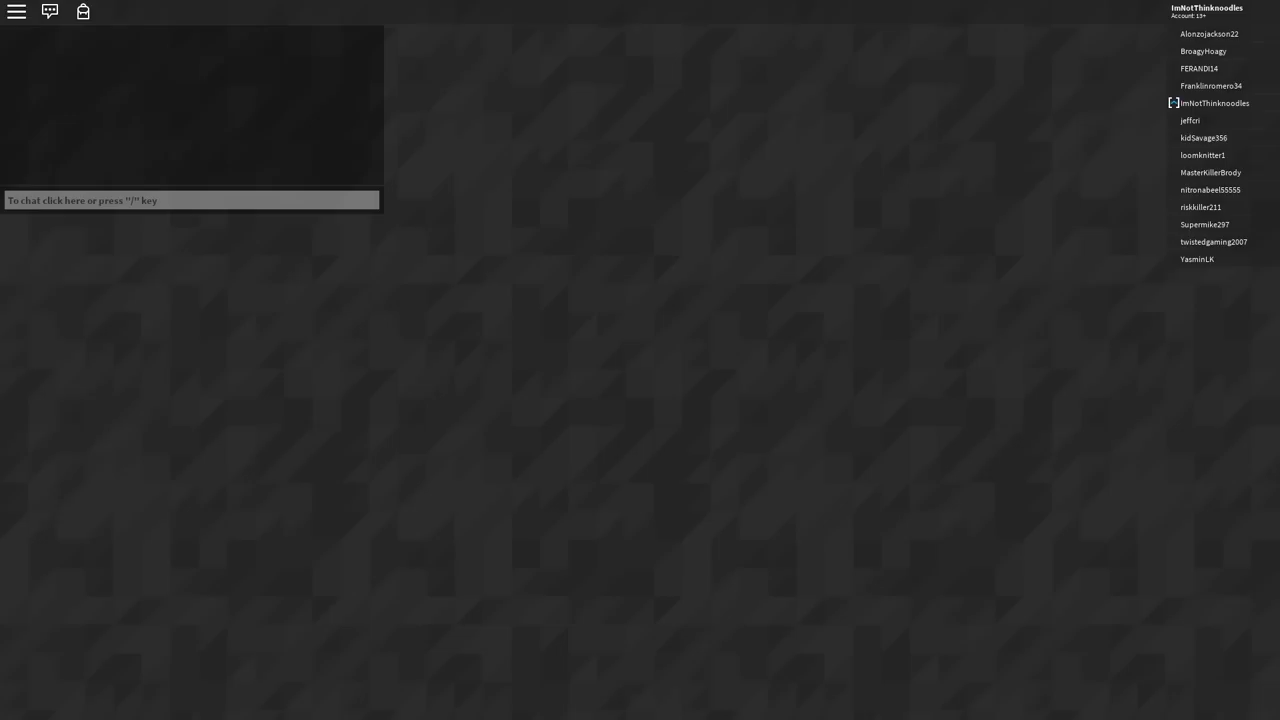 ImNotThinknoodles
Account: 13+
Alonzojackson22
BroagyHoagy
FERANDI14
Franklinromero34
ImNotThinknoodles
jeffcri
kidSavage356
loomknitter1
MasterKillerBrody
nitronabeel55555
riskkiller211
Supermike297
twistedgaming2007
YasminLK
To chat click here or press "/" key